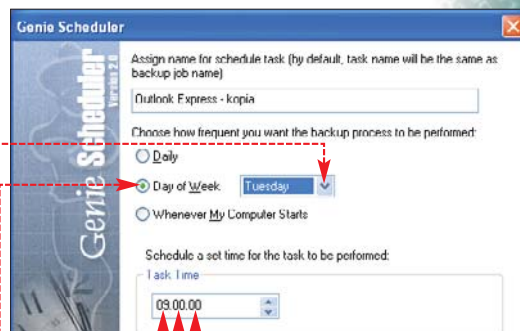 Genie Scheduler
Assign name for schedule task (by default, task name will be the same as
backup job name)
Outlook Express - kopia
Choose how frequent you want the backup process to be performed:
Daily
Day of Week
Tuesday
Whenever My Computer Starts
Schedule a set time for the task to be performed:
Task Time
09.00.00
Genie Scheduler
Version 2.0